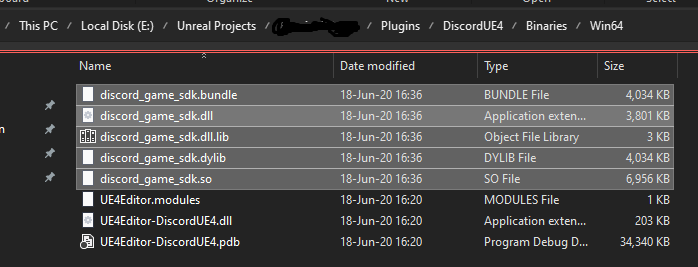 Organize New Open Select
This PC / Local Disk (E:) / Unreal Projects / / Plugins / DiscordUE4 / Binaries / Win64
Name Date modified Type Size
discord_game_sdk.bundle 18-Jun-20 16:36 BUNDLE File 4,034 KB
discord_game_sdk.dll 18-Jun-20 16:36 Application exten... 3,801 KB
discord_game_sdk.dll.lib 18-Jun-20 16:36 Object File Library 3 KB
discord_game_sdk.dylib 18-Jun-20 16:36 DYLIB File 4,034 KB
discord_game_sdk.so 18-Jun-20 16:36 SO File 6,956 KB
UE4Editor.modules 18-Jun-20 16:20 MODULES File 1 KB
UE4Editor-DiscordUE4.dll 18-Jun-20 16:20 Application exten... 203 KB
UE4Editor-DiscordUE4.pdb 18-Jun-20 16:20 Program Debug D... 34,340 KB